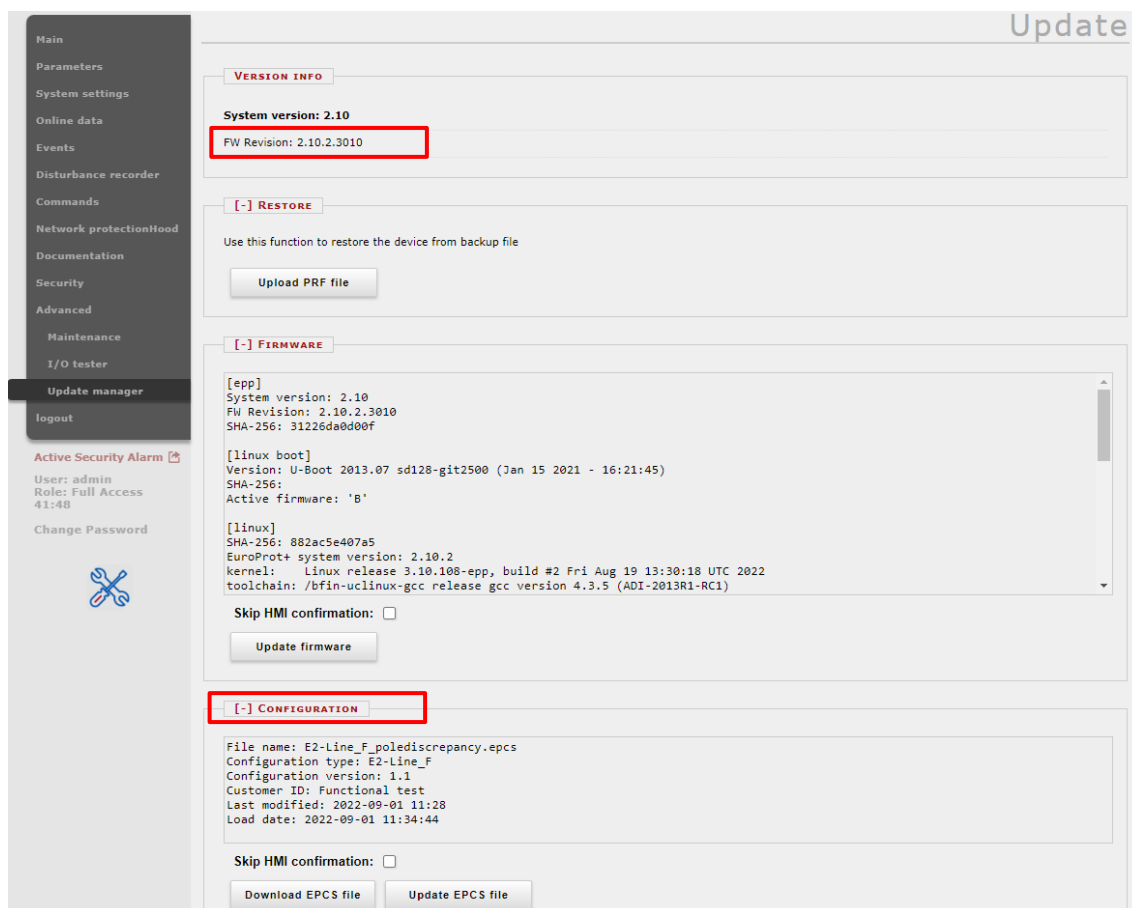 Update
Main
Parameters
System settings
Online data
Events
Disturbance recorder
Commands
Network protectionHood
Documentation
Security
Advanced
Maintenance
I/O tester
Update manager
logout
Active Security Alarm
User: admin
Role: Full Access
41:48
Change Password
VERSION INFO
System version: 2.10
FW Revision: 2.10.2.3010
[-] RESTORE
Use this function to restore the device from backup file
Upload PRF file
[-] FIRMWARE
[epp]
System version: 2.10
FW Revision: 2.10.2.3010
SHA-256: 31226da0d00f
[linux boot]
Version: U-Boot 2013.07 sd128-git2500 (Jan 15 2021 - 16:21:45)
SHA-256:
Active firmware: 'B'
[linux]
SHA-256: 882ac5e407a5
EuroProt+ system version: 2.10.2
kernel:    Linux release 3.10.108-epp, build #2 Fri Aug 19 13:30:18 UTC 2022
toolchain: /bfin-uclinux-gcc release gcc version 4.3.5 (ADI-2013R1-RC1)
Skip HMI confirmation:
Update firmware
[-] CONFIGURATION
File name: E2-Line_F_polediscrepancy.epcs
Configuration type: E2-Line_F
Configuration version: 1.1
Customer ID: Functional test
Last modified: 2022-09-01 11:28
Load date: 2022-09-01 11:34:44
Skip HMI confirmation:
Download EPCS file
Update EPCS file